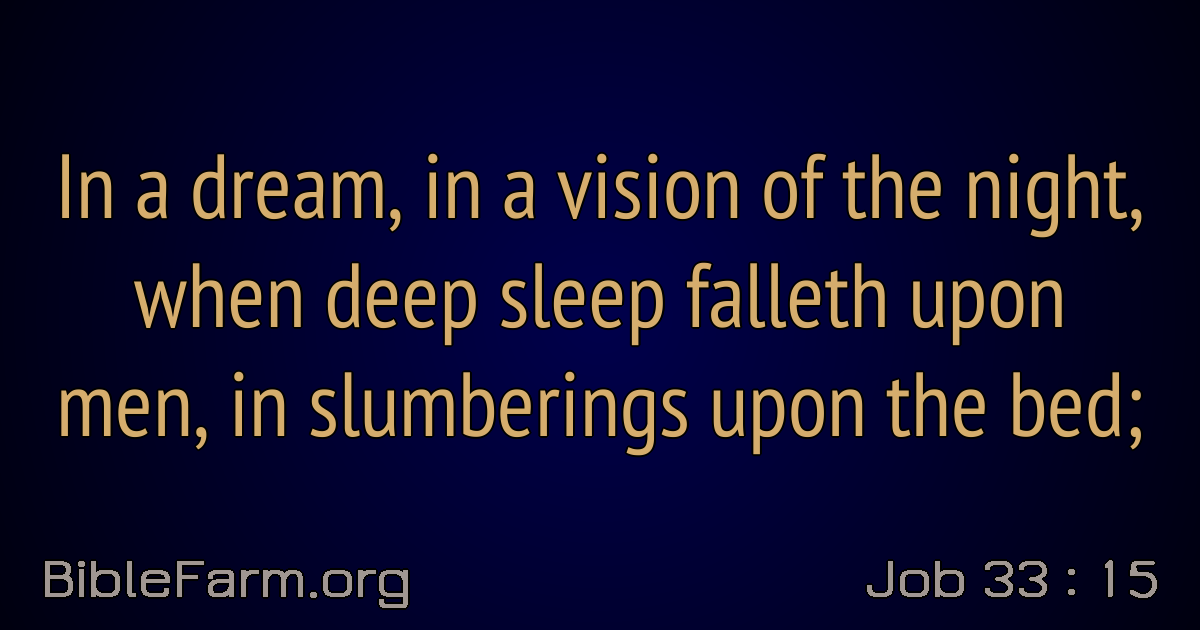 In a dream, in a vision of the night,
when deep sleep falleth upon
men, in slumberings upon the bed;
BibleFarm.org
Job 33 : 15